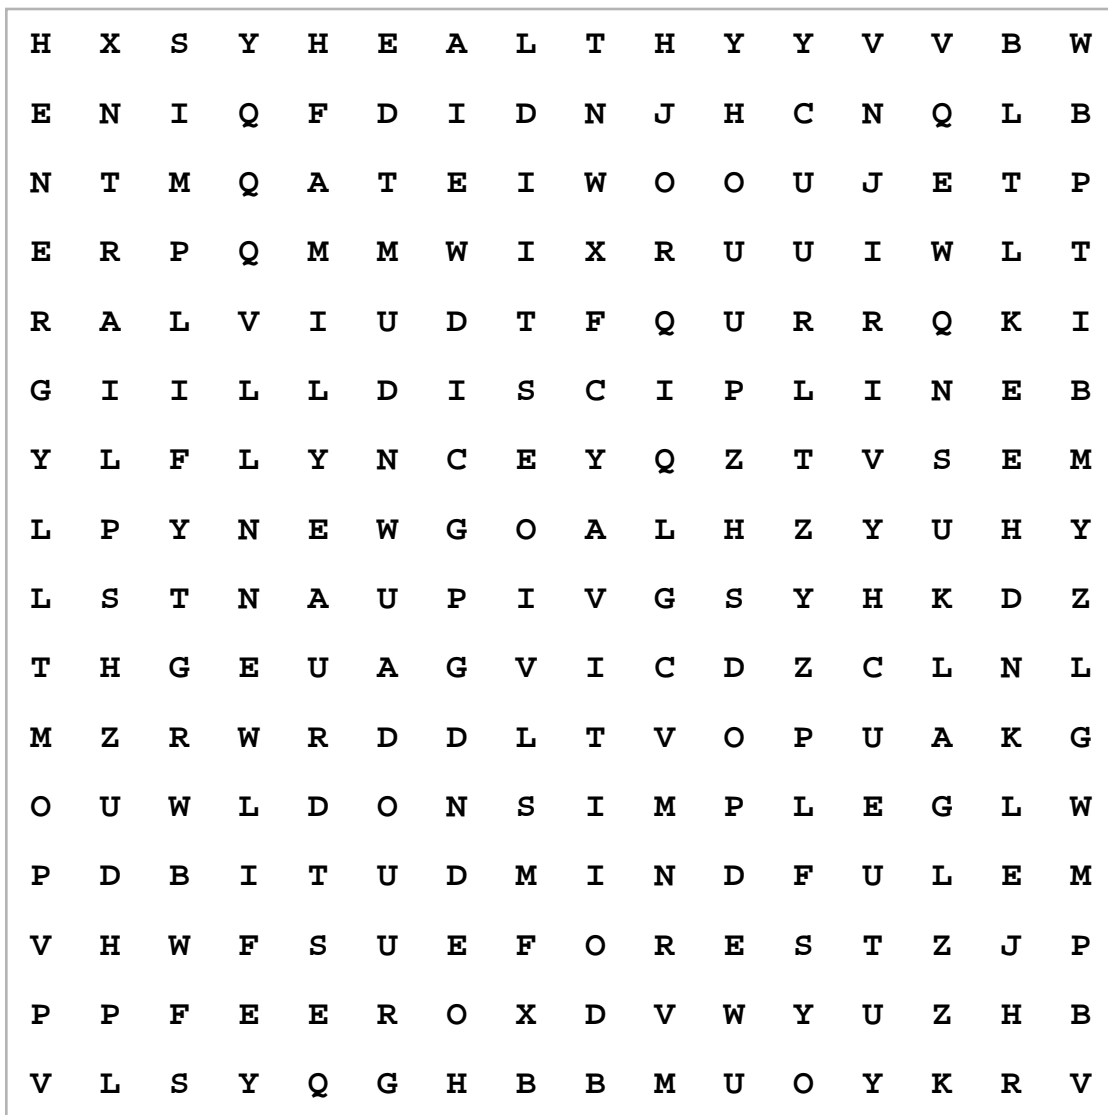 H X S Y H E A L T H Y Y V V B W
E N I Q F D I D N J H C N Q L B
N T M Q A T E I W O O U J E T P
E R P Q M M W I X R U U I W L T
R A L V I U D T F Q U R R Q K I
G I I L L D I S C I P L I N E B
Y L F L Y N C E Y Q Z T V S E M
L P Y N E W G O A L H Z Y U H Y
L S T N A U P I V G S Y H K D Z
T H G E U A G V I C D Z C L N L
M Z R W R D D L T V O P U A K G
O U W L D O N S I M P L E G L W
P D B I T U D M I N D F U L E M
V H W F S U E F O R E S T Z J P
P P F E E R O X D V W Y U Z H B
V L S Y Q G H B B M U O Y K R V